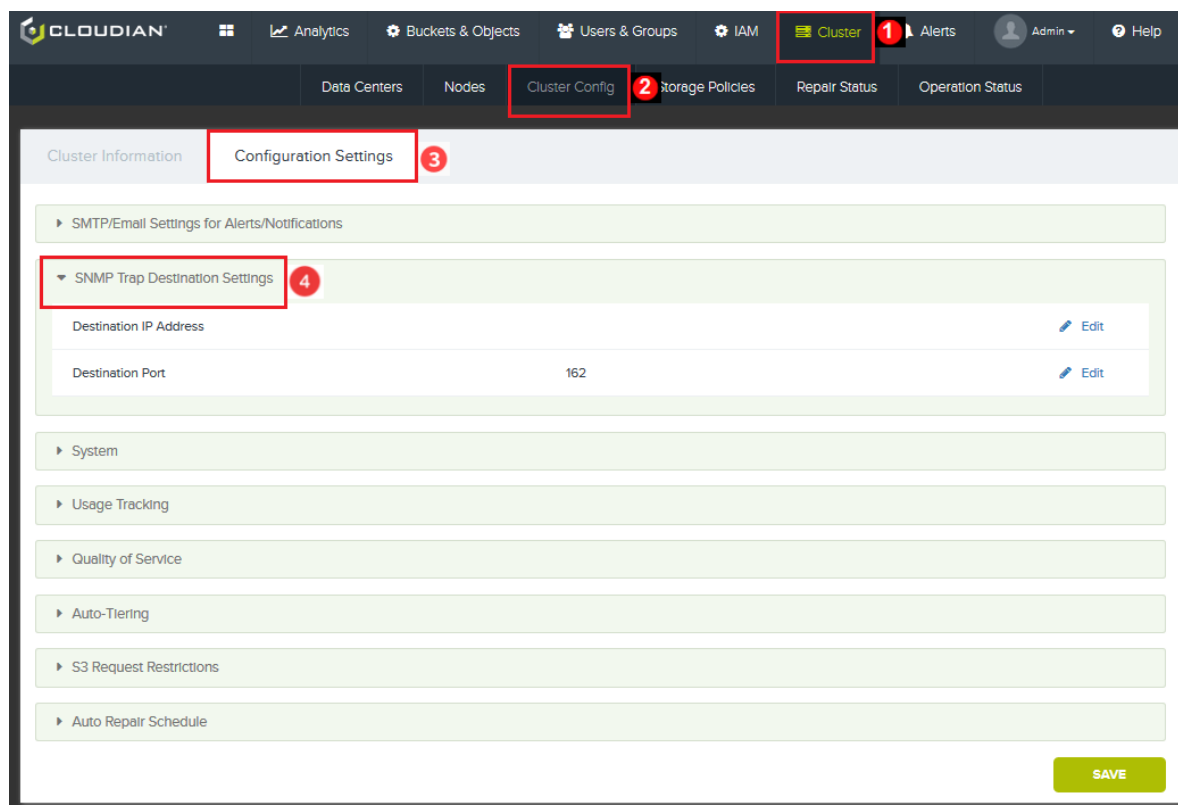 CLOUDIAN Analytics Buckets & Objects Users & Groups IAM Cluster 1 Alerts Admin Help
Data Centers Nodes Cluster Config 2 Storage Policies Repair Status Operation Status
Cluster Information Configuration Settings 3
SMTP/Email Settings for Alerts/Notifications
SNMP Trap Destination Settings 4
Destination IP Address Edit
Destination Port 162 Edit
System
Usage Tracking
Quality of Service
Auto-Tiering
S3 Request Restrictions
Auto Repair Schedule
SAVE